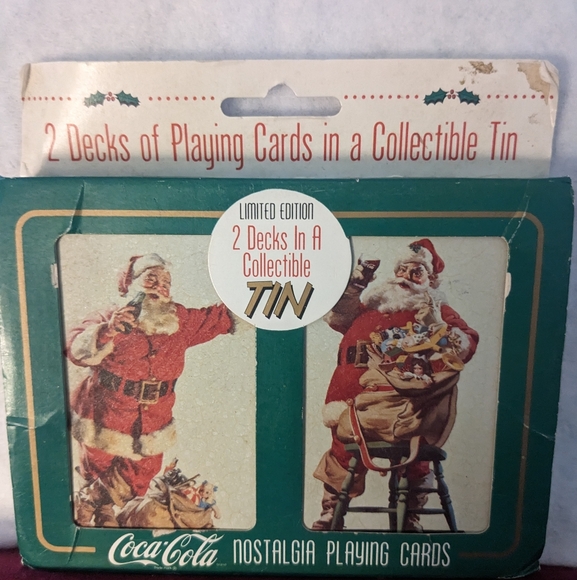 2 Decks of Playing Cards in a Collectible Tin
LIMITED EDITION
2 Decks In A
Collectible
TIN
Coca-Cola NOSTALGIA PLAYING CARDS